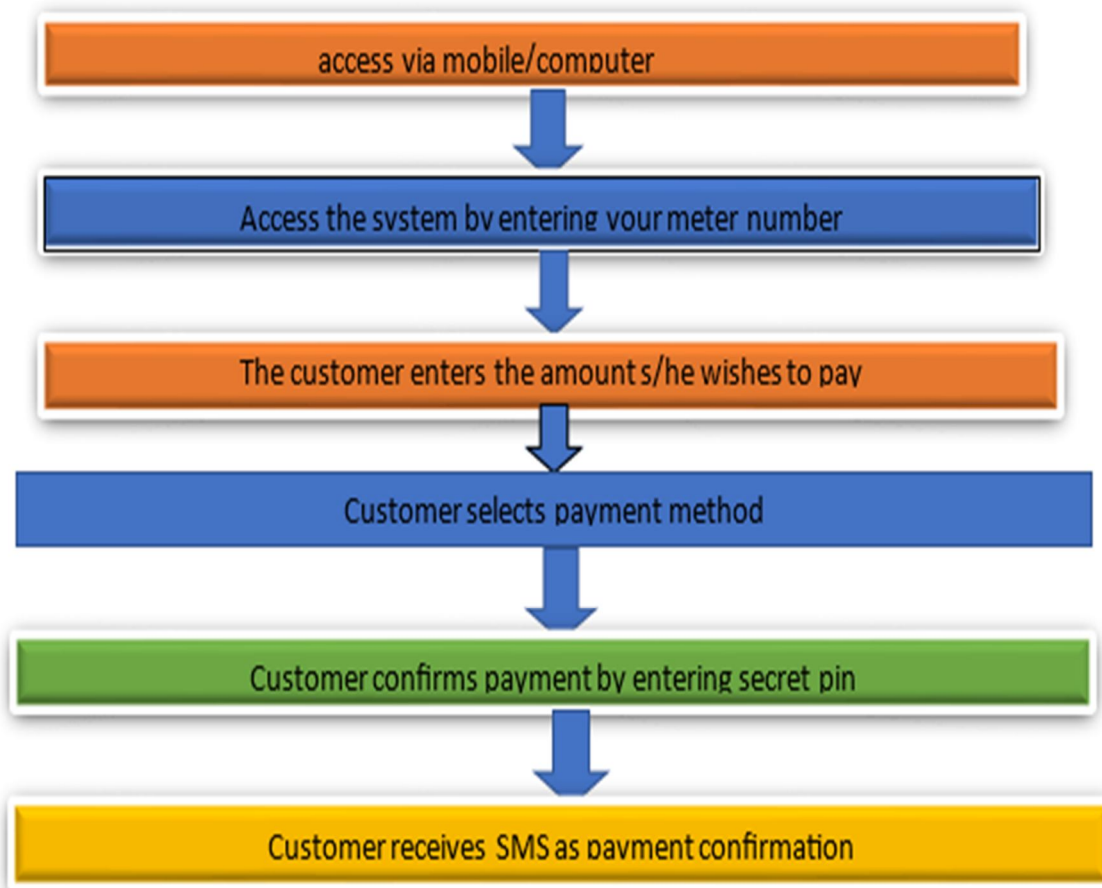 access via mobile/computer
Access the system by entering your meter number
The customer enters the amount s/he wishes to pay
Customer selects payment method
Customer confirms payment by entering secret pin
Customer receives SMS as payment confirmation